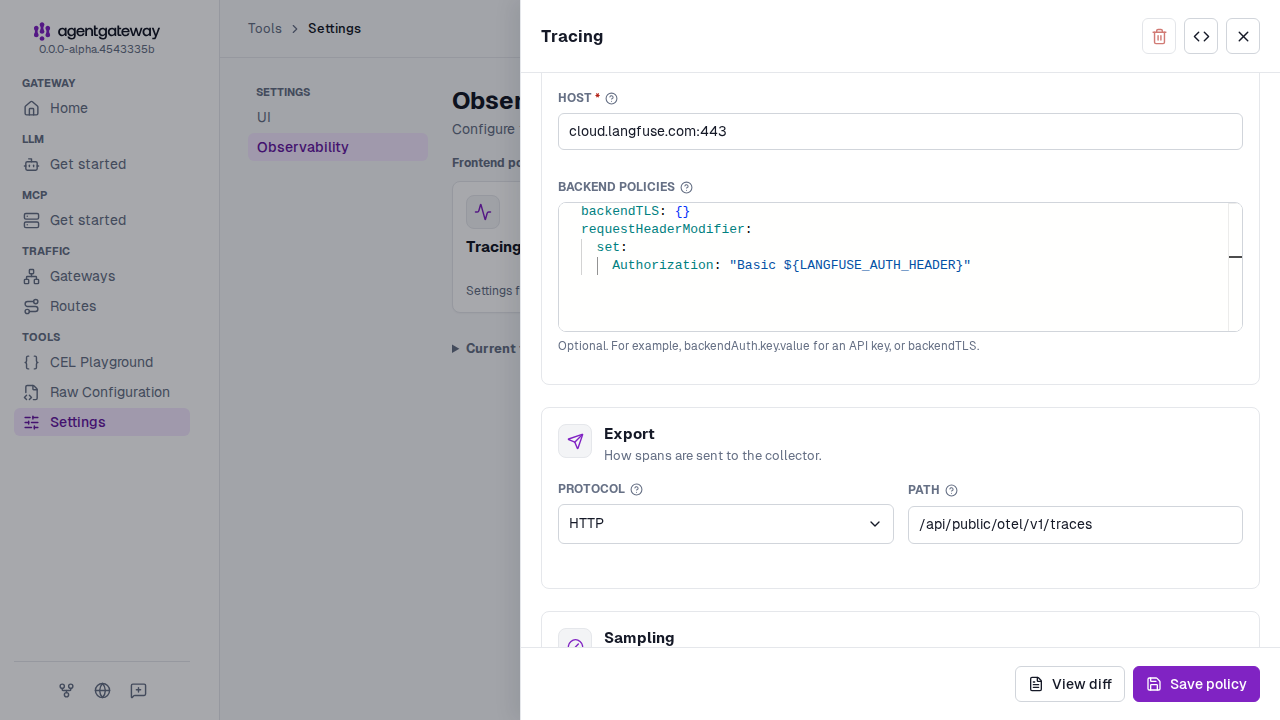 agentgateway
0.0.0-alpha.4543335b
GATEWAY
Home
LLM
Get started
MCP
Get started
TRAFFIC
Gateways
Routes
TOOLS
CEL Playground
Raw Configuration
Settings
Tools > Settings
SETTINGS
UI
Observability
Obser
Configure
Frontend po
Tracing
Settings f
Current
Tracing
HOST *
cloud.langfuse.com:443
BACKEND POLICIES
backendTLS: {}
requestHeaderModifier:
set:
Authorization: "Basic ${LANGFUSE_AUTH_HEADER}"
Optional. For example, backendAuth.key.value for an API key, or backendTLS.
Export
How spans are sent to the collector.
PROTOCOL
HTTP
PATH
/api/public/otel/v1/traces
Sampling
View diff
Save policy